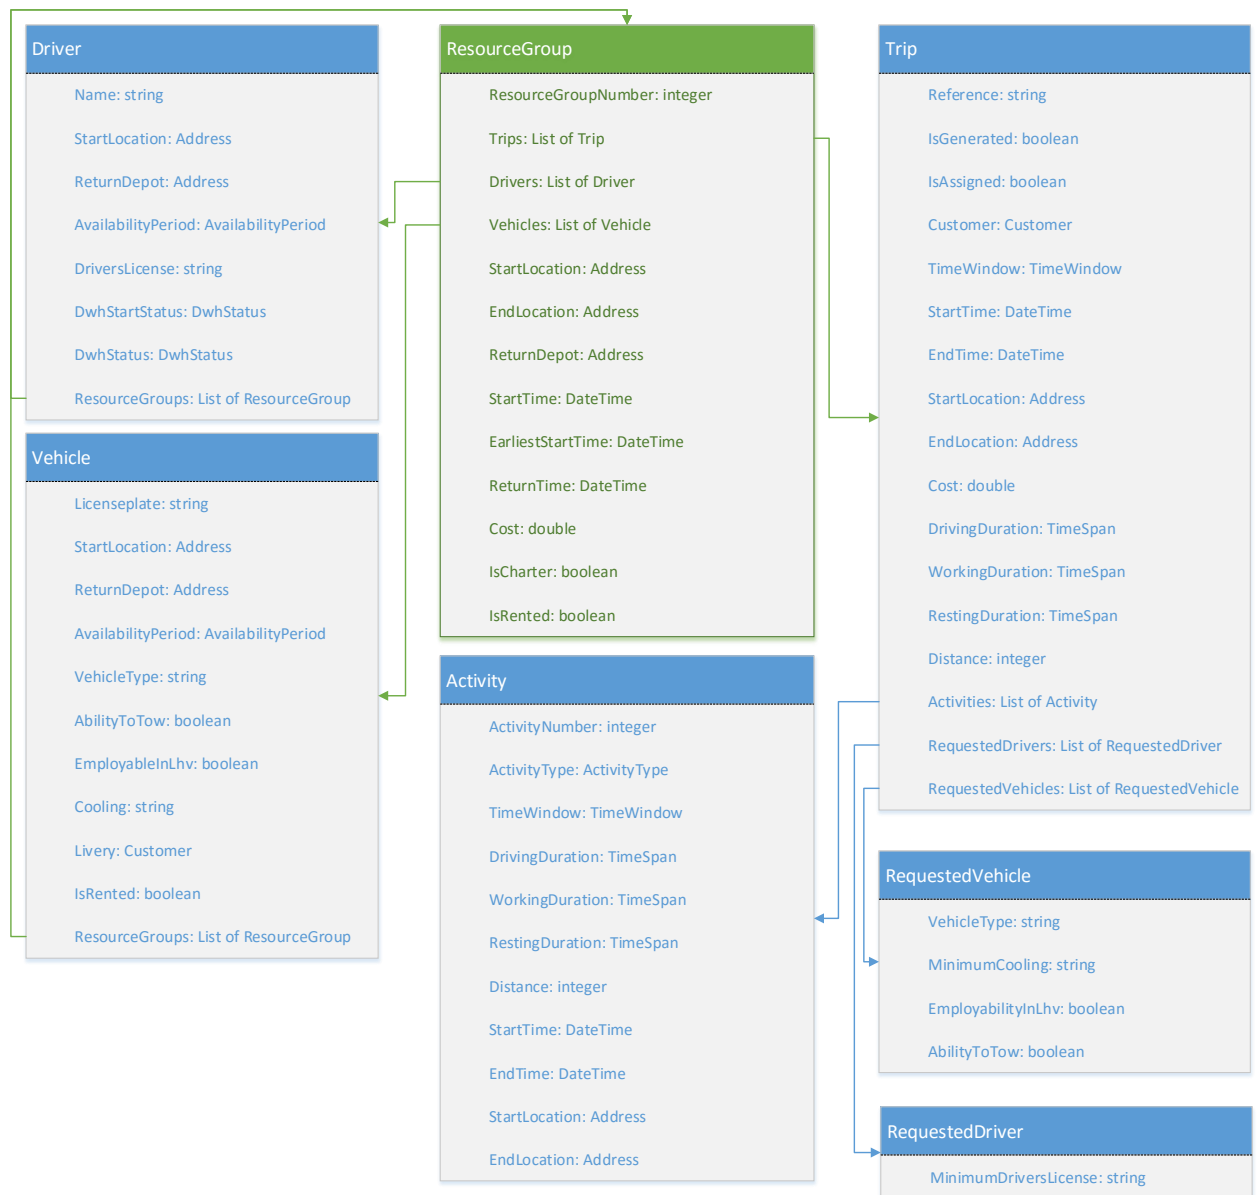 Driver
Name: string
StartLocation: Address
ReturnDepot: Address
AvailabilityPeriod: AvailabilityPeriod
DriversLicense: string
DwhStartStatus: DwhStatus
DwhStatus: DwhStatus
ResourceGroups: List of ResourceGroup
Vehicle
Licenseplate: string
StartLocation: Address
ReturnDepot: Address
AvailabilityPeriod: AvailabilityPeriod
VehicleType: string
AbilityToTow: boolean
EmployableInLhv: boolean
Cooling: string
Livery: Customer
IsRented: boolean
ResourceGroups: List of ResourceGroup
ResourceGroup
ResourceGroupNumber: integer
Trips: List of Trip
Drivers: List of Driver
Vehicles: List of Vehicle
StartLocation: Address
EndLocation: Address
ReturnDepot: Address
StartTime: DateTime
EarliestStartTime: DateTime
ReturnTime: DateTime
Cost: double
IsCharter: boolean
IsRented: boolean
Activity
ActivityNumber: integer
ActivityType: ActivityType
TimeWindow: TimeWindow
DrivingDuration: TimeSpan
WorkingDuration: TimeSpan
RestingDuration: TimeSpan
Distance: integer
StartTime: DateTime
EndTime: DateTime
StartLocation: Address
EndLocation: Address
Trip
Reference: string
IsGenerated: boolean
IsAssigned: boolean
Customer: Customer
TimeWindow: TimeWindow
StartTime: DateTime
EndTime: DateTime
StartLocation: Address
EndLocation: Address
Cost: double
DrivingDuration: TimeSpan
WorkingDuration: TimeSpan
RestingDuration: TimeSpan
Distance: integer
Activities: List of Activity
RequestedDrivers: List of RequestedDriver
RequestedVehicles: List of RequestedVehicle
RequestedVehicle
VehicleType: string
MinimumCooling: string
EmployabilityInLhv: boolean
AbilityToTow: boolean
RequestedDriver
MinimumDriversLicense: string